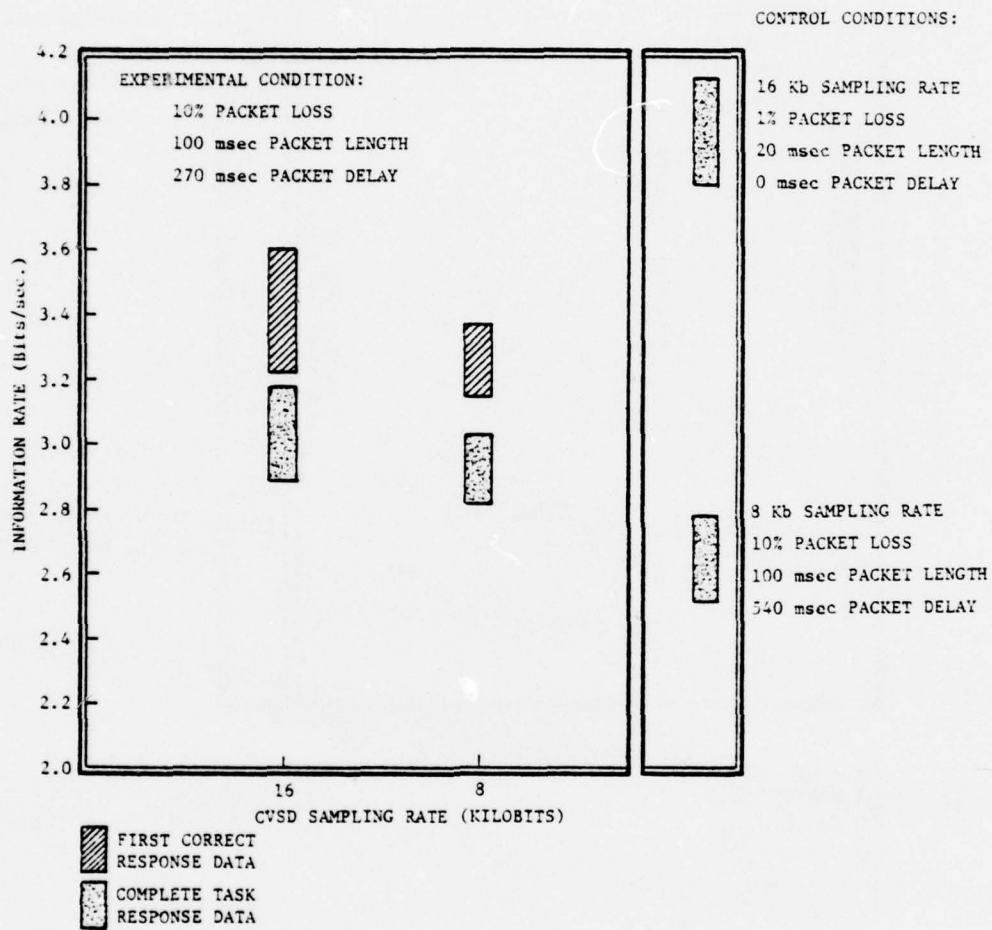 CONTROL CONDITIONS:
4.2
4.0
3.8
3.6
3.4
3.2
3.0
2.8
2.6
2.4
2.2
2.0
INFORMATION RATE (Bits/sec.)
EXPERIMENTAL CONDITION:
10% PACKET LOSS
100 msec PACKET LENGTH
270 msec PACKET DELAY
16 Kb SAMPLING RATE
1% PACKET LOSS
20 msec PACKET LENGTH
0 msec PACKET DELAY
8 Kb SAMPLING RATE
10% PACKET LOSS
100 msec PACKET LENGTH
540 msec PACKET DELAY
16
8
CVSD SAMPLING RATE (KILOBITS)
FIRST CORRECT
RESPONSE DATA
COMPLETE TASK
RESPONSE DATA